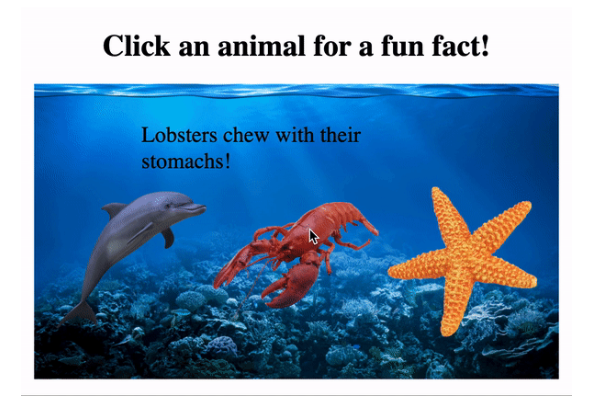 Click an animal for a fun fact!
Lobsters chew with their
stomachs!